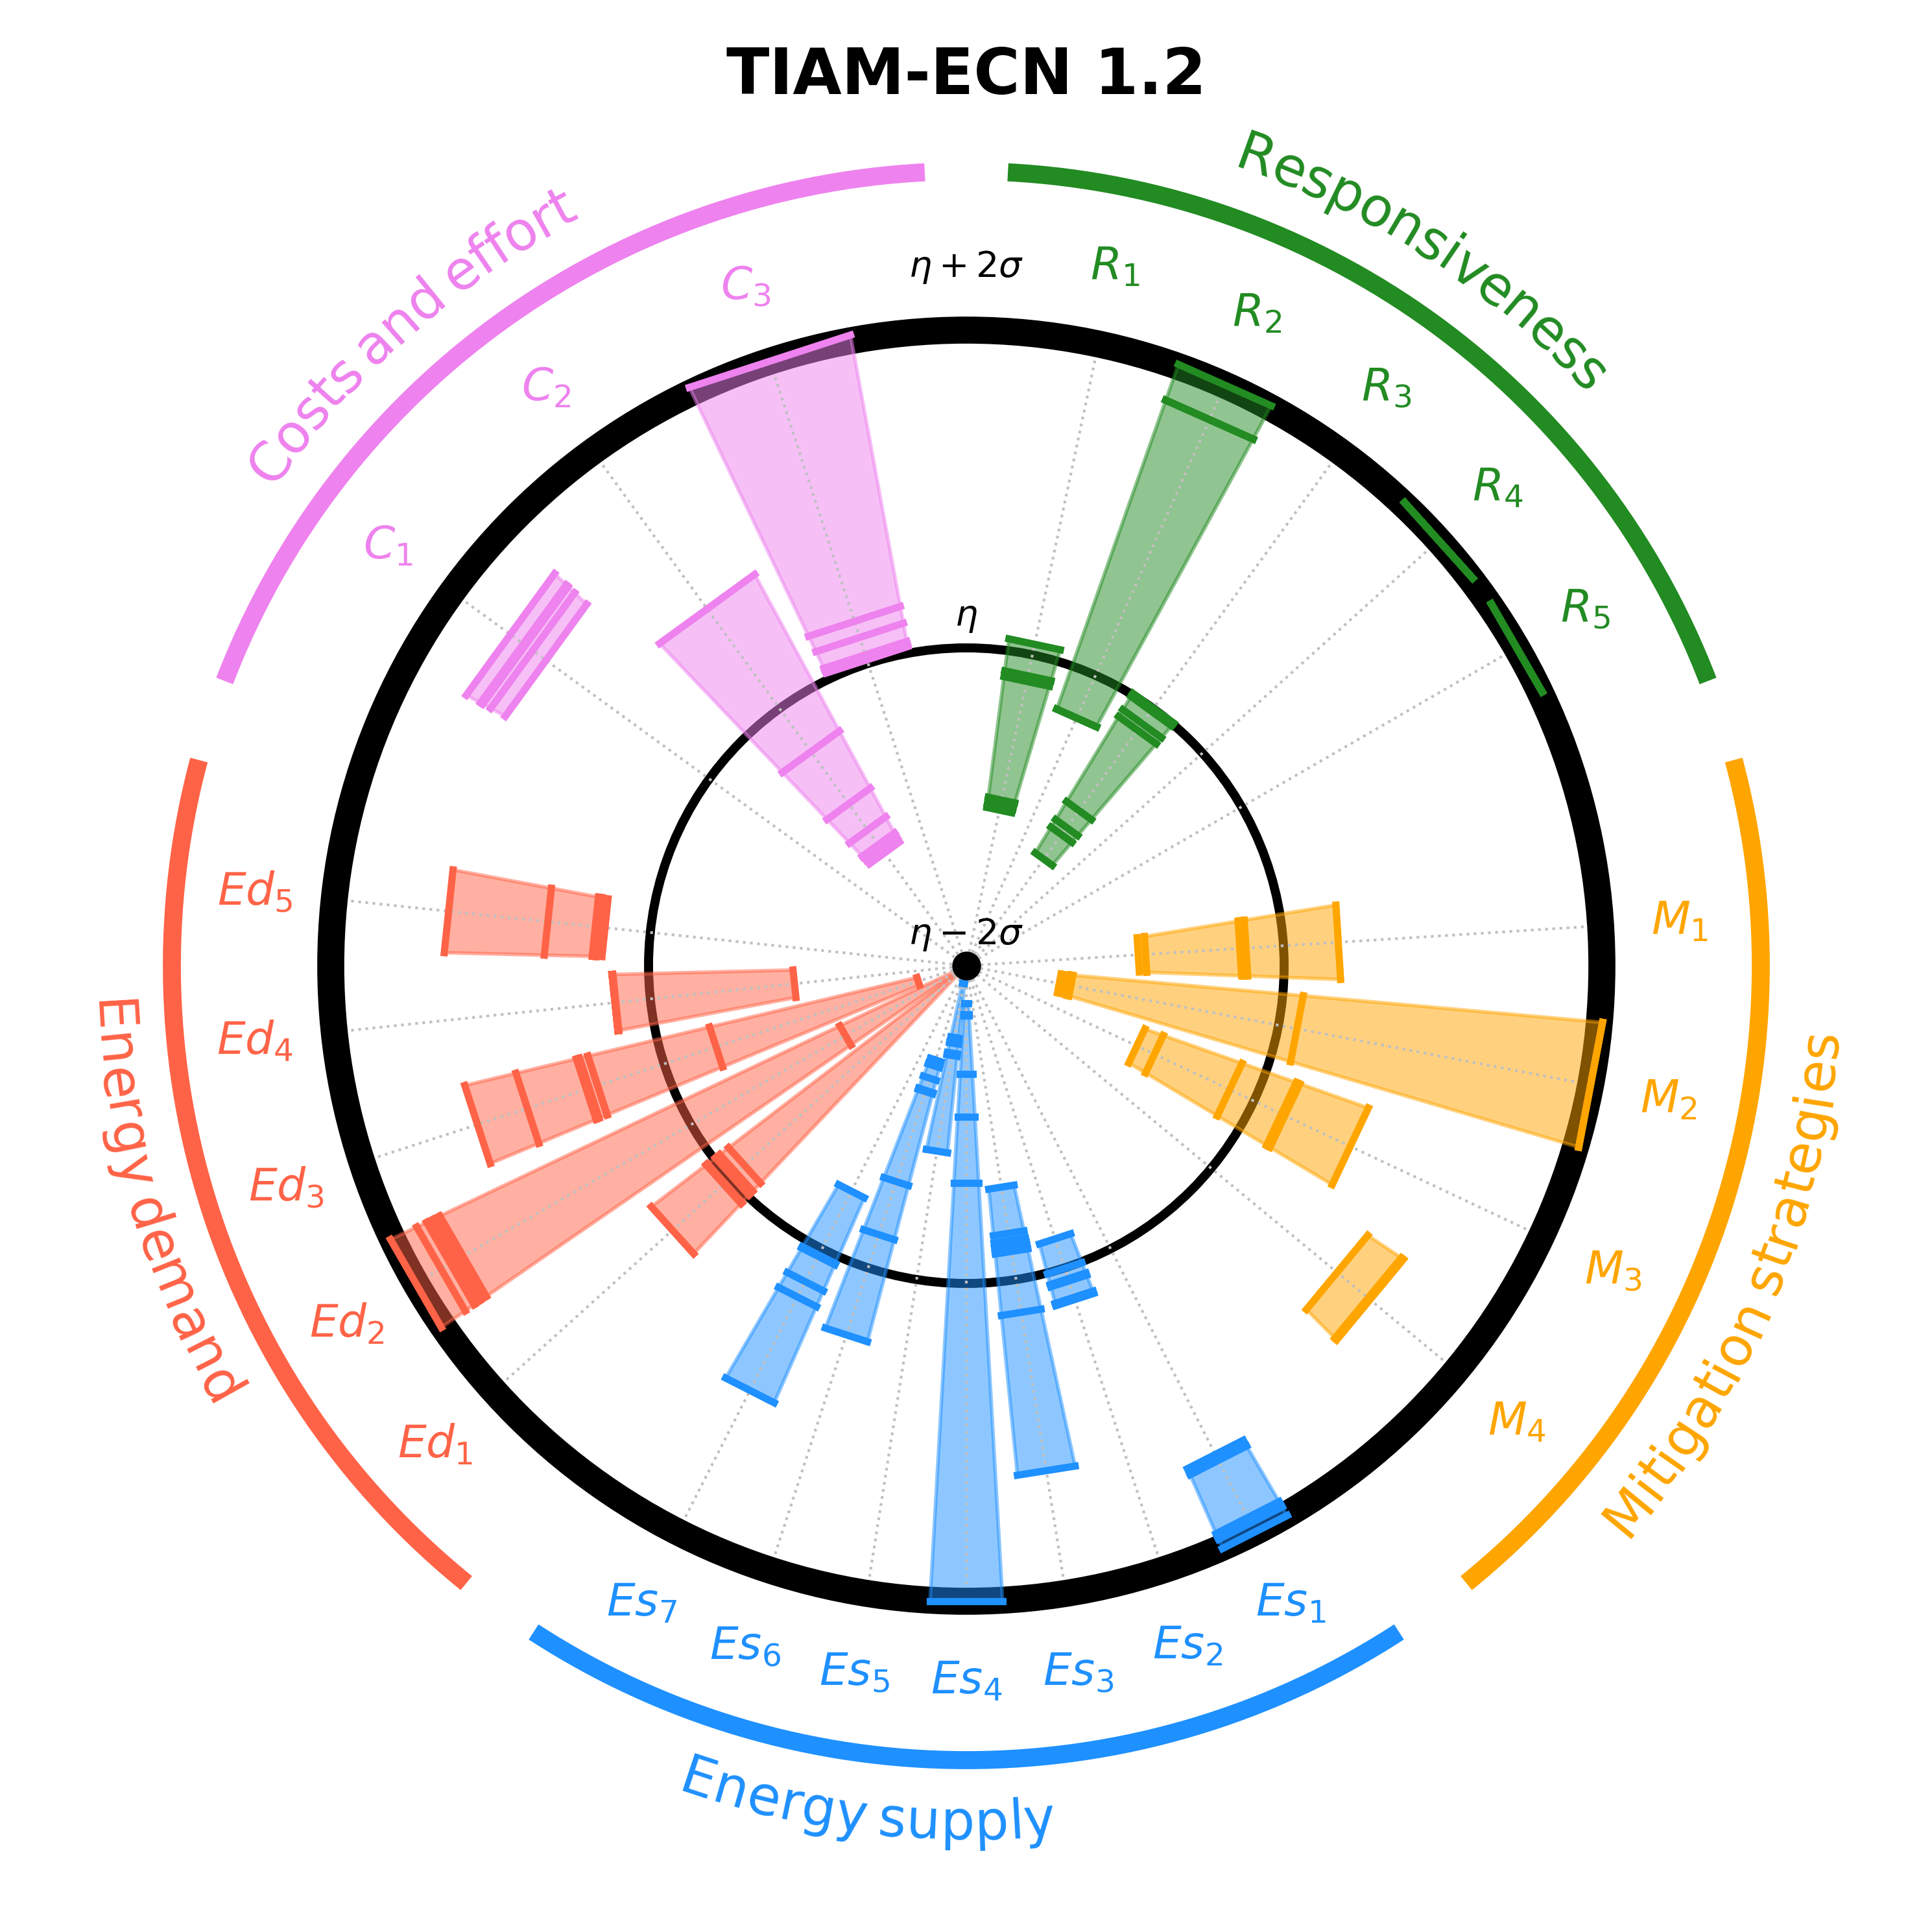 TIAM-ECN 1.2
Responsiveness
Costs and effort
η + 2σ
R₁
R₂
R₃
R₄
R₅
C₃
C₂
C₁
η
η − 2σ
M₁
M₂
M₃
M₄
Mitigation strategies
Ed₅
Ed₄
Ed₃
Ed₂
Ed₁
Energy demand
Es₇
Es₆
Es₅
Es₄
Es₃
Es₂
Es₁
Energy supply